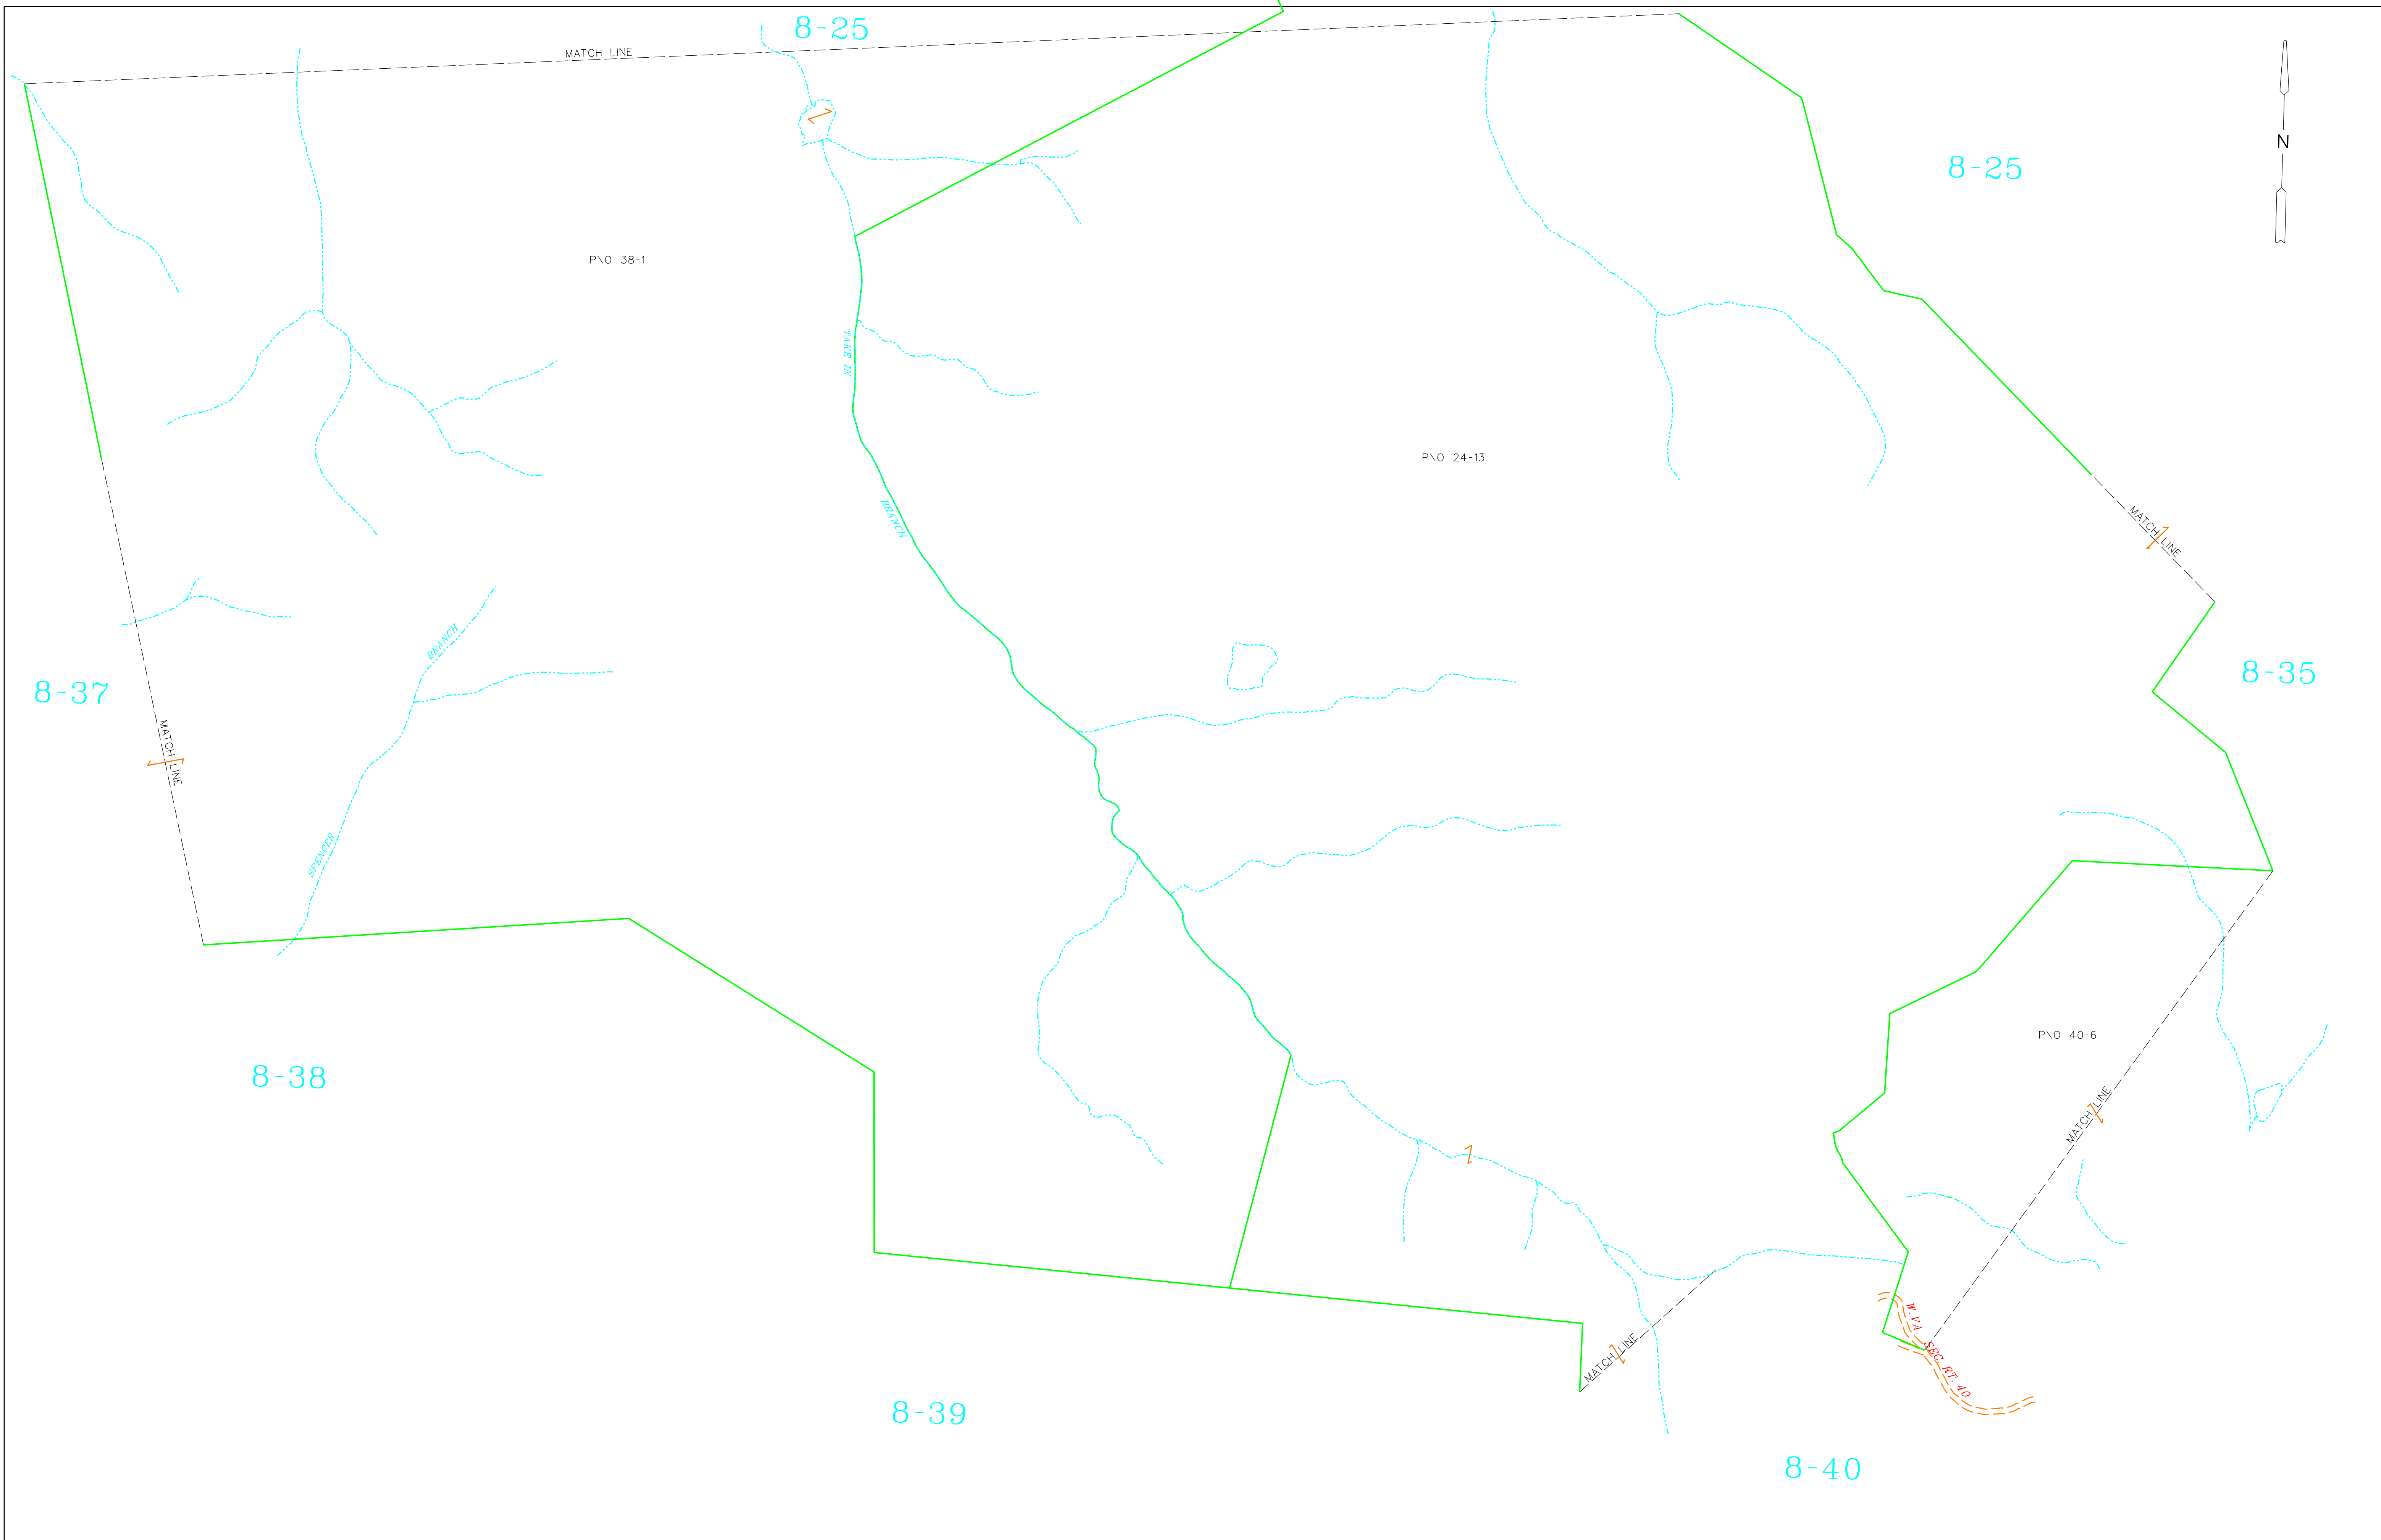 8-25
MATCH LINE
N
8-25
P\O 38-1
TAKE IN
BRANCH
P\O 24-13
MATCH LINE
BRANCH
8-37
8-35
MATCH LINE
SPENCER
P\O 40-6
8-38
MATCH LINE
MATCH LINE
W. VA. SEC. RT. 40
8-39
8-40